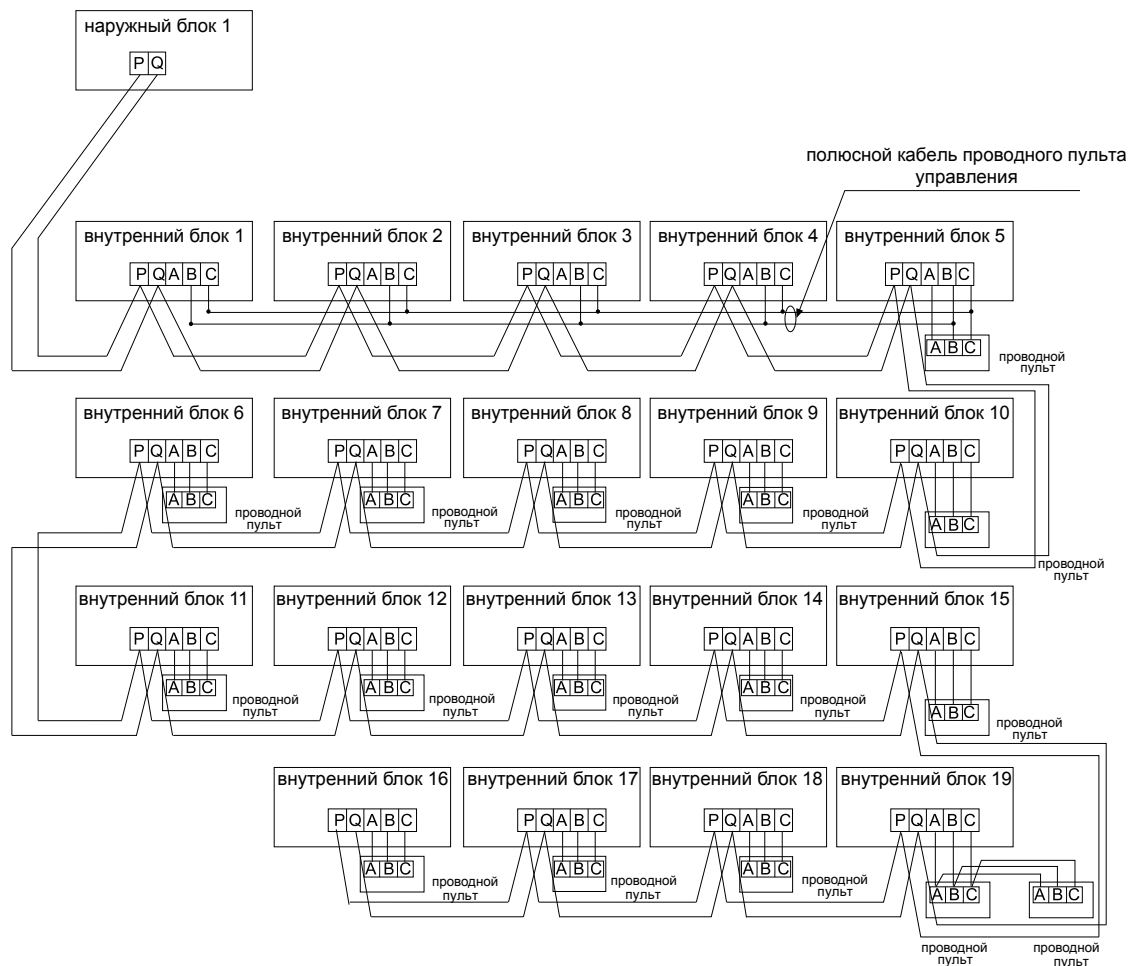 наружный блок 1
P Q
полюсной кабель проводного пульта
управления
внутренний блок 1
внутренний блок 2
внутренний блок 3
внутренний блок 4
внутренний блок 5
P Q A B C
P Q A B C
P Q A B C
P Q A B C
P Q A B C
A B C
проводной
пульт
внутренний блок 6
внутренний блок 7
внутренний блок 8
внутренний блок 9
внутренний блок 10
P Q A B C
P Q A B C
P Q A B C
P Q A B C
P Q A B C
A B C
проводной
пульт
A B C
проводной
пульт
A B C
проводной
пульт
A B C
проводной
пульт
A B C
проводной
пульт
внутренний блок 11
внутренний блок 12
внутренний блок 13
внутренний блок 14
внутренний блок 15
P Q A B C
P Q A B C
P Q A B C
P Q A B C
P Q A B C
A B C
проводной
пульт
A B C
проводной
пульт
A B C
проводной
пульт
A B C
проводной
пульт
A B C
проводной
пульт
внутренний блок 16
внутренний блок 17
внутренний блок 18
внутренний блок 19
P Q A B C
P Q A B C
P Q A B C
P Q A B C
A B C
проводной
пульт
A B C
проводной
пульт
A B C
проводной
пульт
A B C
A B C
проводной
пульт
проводной
пульт